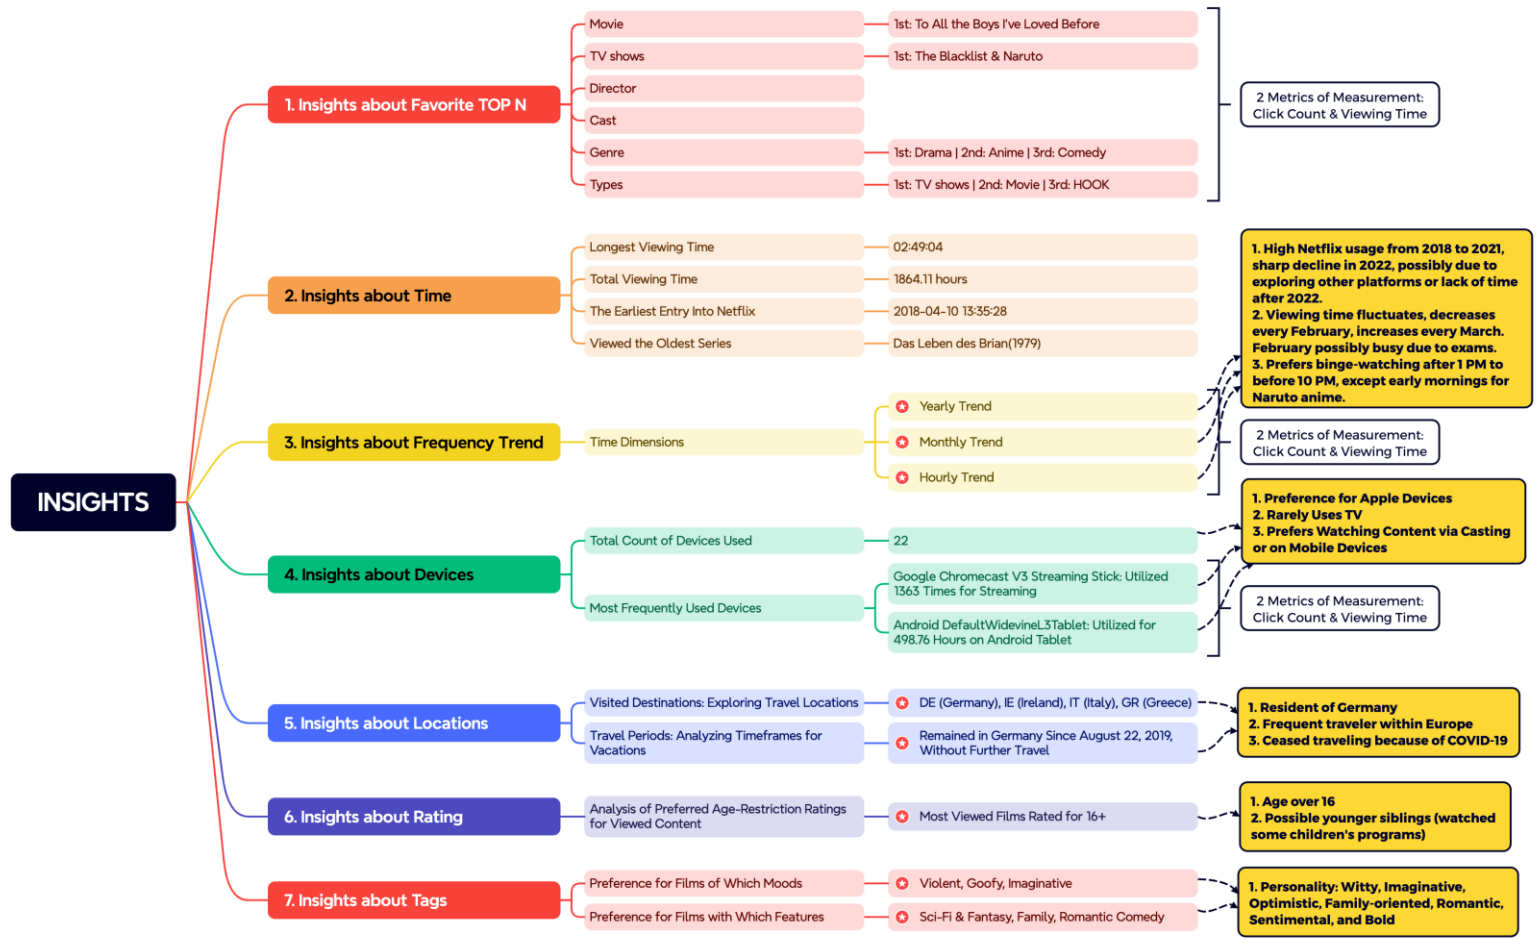 INSIGHTS
1. Insights about Favorite TOP N
Movie
1st: To All the Boys I've Loved Before
TV shows
1st: The Blacklist & Naruto
Director
Cast
Genre
1st: Drama | 2nd: Anime | 3rd: Comedy
Types
1st: TV shows | 2nd: Movie | 3rd: HOOK
2 Metrics of Measurement:
Click Count & Viewing Time
2. Insights about Time
Longest Viewing Time
02:49:04
Total Viewing Time
1864.11 hours
The Earliest Entry Into Netflix
2018-04-10 13:35:28
Viewed the Oldest Series
Das Leben des Brian(1979)
3. Insights about Frequency Trend
Time Dimensions
Yearly Trend
Monthly Trend
Hourly Trend
1. High Netflix usage from 2018 to 2021,
sharp decline in 2022, possibly due to
exploring other platforms or lack of time
after 2022.
2. Viewing time fluctuates, decreases
every February, increases every March.
February possibly busy due to exams.
3. Prefers binge-watching after 1 PM to
before 10 PM, except early mornings for
Naruto anime.
2 Metrics of Measurement:
Click Count & Viewing Time
4. Insights about Devices
Total Count of Devices Used
22
Most Frequently Used Devices
Google Chromecast V3 Streaming Stick: Utilized
1363 Times for Streaming
Android DefaultWidevineL3Tablet: Utilized for
498.76 Hours on Android Tablet
1. Preference for Apple Devices
2. Rarely Uses TV
3. Prefers Watching Content via Casting
or on Mobile Devices
2 Metrics of Measurement:
Click Count & Viewing Time
5. Insights about Locations
Visited Destinations: Exploring Travel Locations
DE (Germany), IE (Ireland), IT (Italy), GR (Greece)
Travel Periods: Analyzing Timeframes for
Vacations
Remained in Germany Since August 22, 2019,
Without Further Travel
1. Resident of Germany
2. Frequent traveler within Europe
3. Ceased traveling because of COVID-19
6. Insights about Rating
Analysis of Preferred Age-Restriction Ratings
for Viewed Content
Most Viewed Films Rated for 16+
1. Age over 16
2. Possible younger siblings (watched
some children's programs)
7. Insights about Tags
Preference for Films of Which Moods
Violent, Goofy, Imaginative
Preference for Films with Which Features
Sci-Fi & Fantasy, Family, Romantic Comedy
1. Personality: Witty, Imaginative,
Optimistic, Family-oriented, Romantic,
Sentimental, and Bold